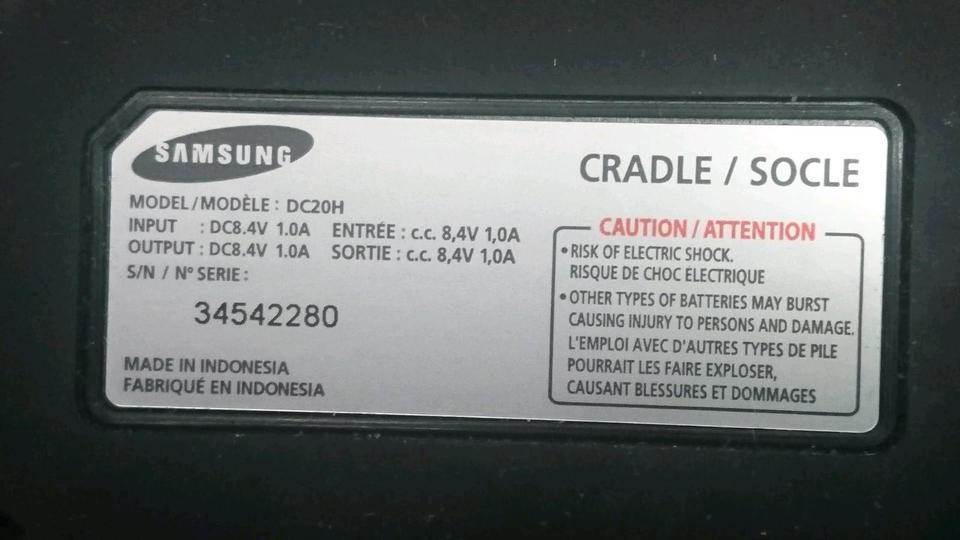 SAMSUNG
CRADLE / SOCLE
MODEL/MODÈLE : DC20H
INPUT : DC8.4V 1.0A ENTRÉE : c.c. 8,4V 1,0A
OUTPUT : DC8.4V 1.0A SORTIE : c.c. 8,4V 1,0A
S/N / Nº SERIE :
34542280
MADE IN INDONESIA
FABRIQUÉ EN INDONESIA
CAUTION / ATTENTION
•RISK OF ELECTRIC SHOCK.
RISQUE DE CHOC ÉLECTRIQUE
•OTHER TYPES OF BATTERIES MAY BURST
CAUSING INJURY TO PERSONS AND DAMAGE.
L'EMPLOI AVEC D'AUTRES TYPES DE PILE
POURRAIT LES FAIRE EXPLOSER,
CAUSANT BLESSURES ET DOMMAGES